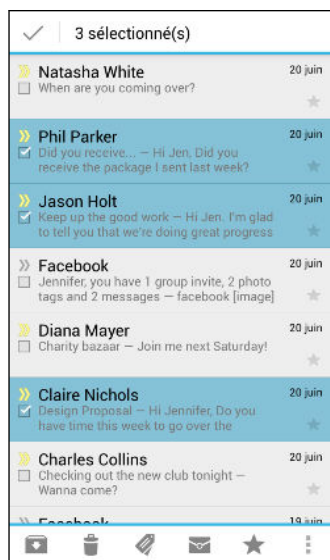 3 sélectionné(s)
Natasha White 20 juin
When are you coming over?
Phil Parker 20 juin
Did you receive... – Hi Jen, Did you
receive the package I sent last week?
Jason Holt 20 juin
Keep up the good work – Hi Jen. I'm glad
to tell you that we're doing great progress
Facebook 20 juin
Jennifer, you have 1 group invite, 2 photo
tags and 2 messages – facebook [image]
Diana Mayer 20 juin
Charity bazaar – Join me next Saturday!
Claire Nichols 20 juin
Design Proposal – Hi Jennifer, Do you
have time this week to go over the
Charles Collins 20 juin
Checking out the new club tonight –
Wanna come?
Facebook 19 juin